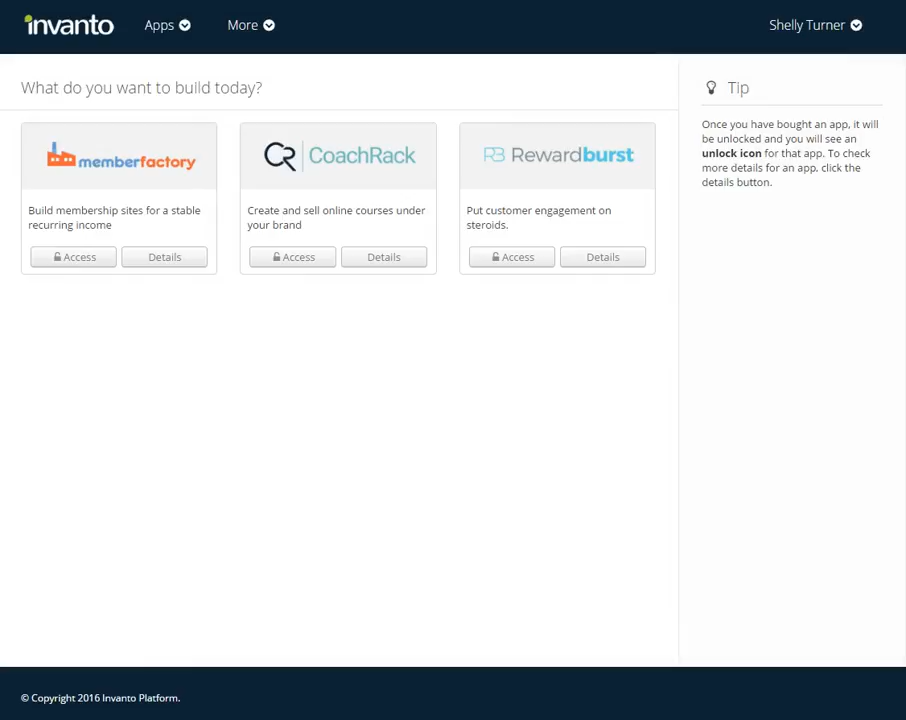 invanto Apps More Shelly Turner
What do you want to build today?
memberfactory
Build membership sites for a stable
recurring income
Access Details
CR CoachRack
Create and sell online courses under
your brand
Access Details
RB Rewardburst
Put customer engagement on
steroids.
Access Details
Tip
Once you have bought an app, it will
be unlocked and you will see an
unlock icon for that app. To check
more details for an app, click the
details button.
© Copyright 2016 Invanto Platform.